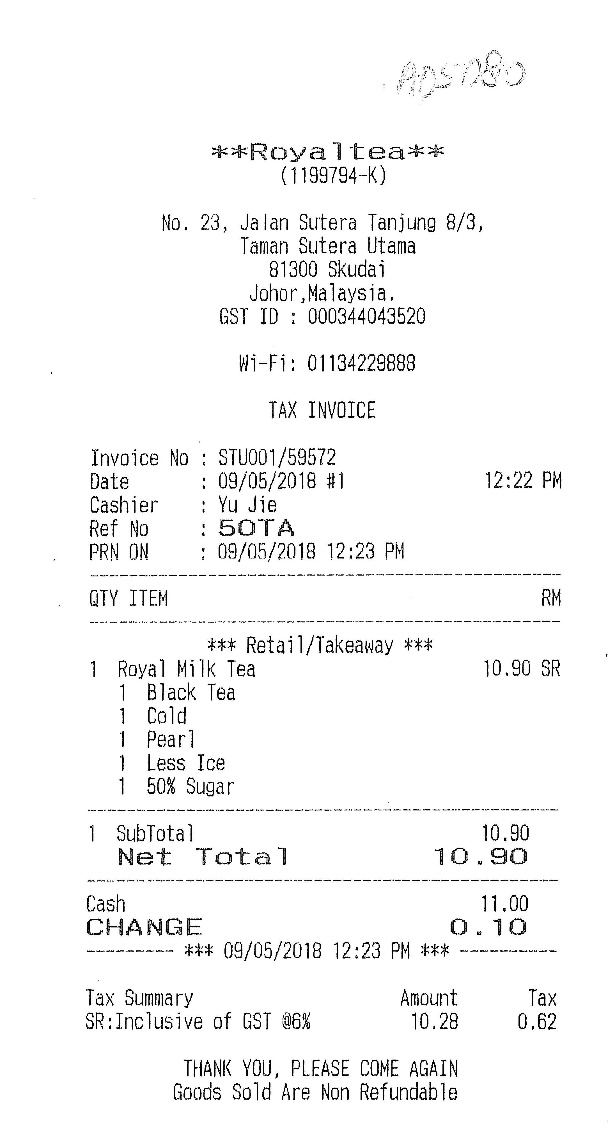 **Royaltea**
(1199794-K)
No. 23, Jalan Sutera Tanjung 8/3,
Taman Sutera Utama
81300 Skudai
Johor,Malaysia.
GST ID : 000344043520
Wi-Fi: 01134229888
TAX INVOICE
Invoice No : STU001/59572
Date : 09/05/2018 #1 12:22 PM
Cashier : Yu Jie
Ref No : 50TA
PRN ON : 09/05/2018 12:23 PM
QTY ITEM RM
*** Retail/Takeaway ***
1 Royal Milk Tea 10.90 SR
1 Black Tea
1 Cold
1 Pearl
1 Less Ice
1 50% Sugar
1 SubTotal 10.90
Net Total 10.90
Cash 11.00
CHANGE 0.10
--------- *** 09/05/2018 12:23 PM *** ----------
Tax Summary Amount Tax
SR:Inclusive of GST @6% 10.28 0.62
THANK YOU, PLEASE COME AGAIN
Goods Sold Are Non Refundable